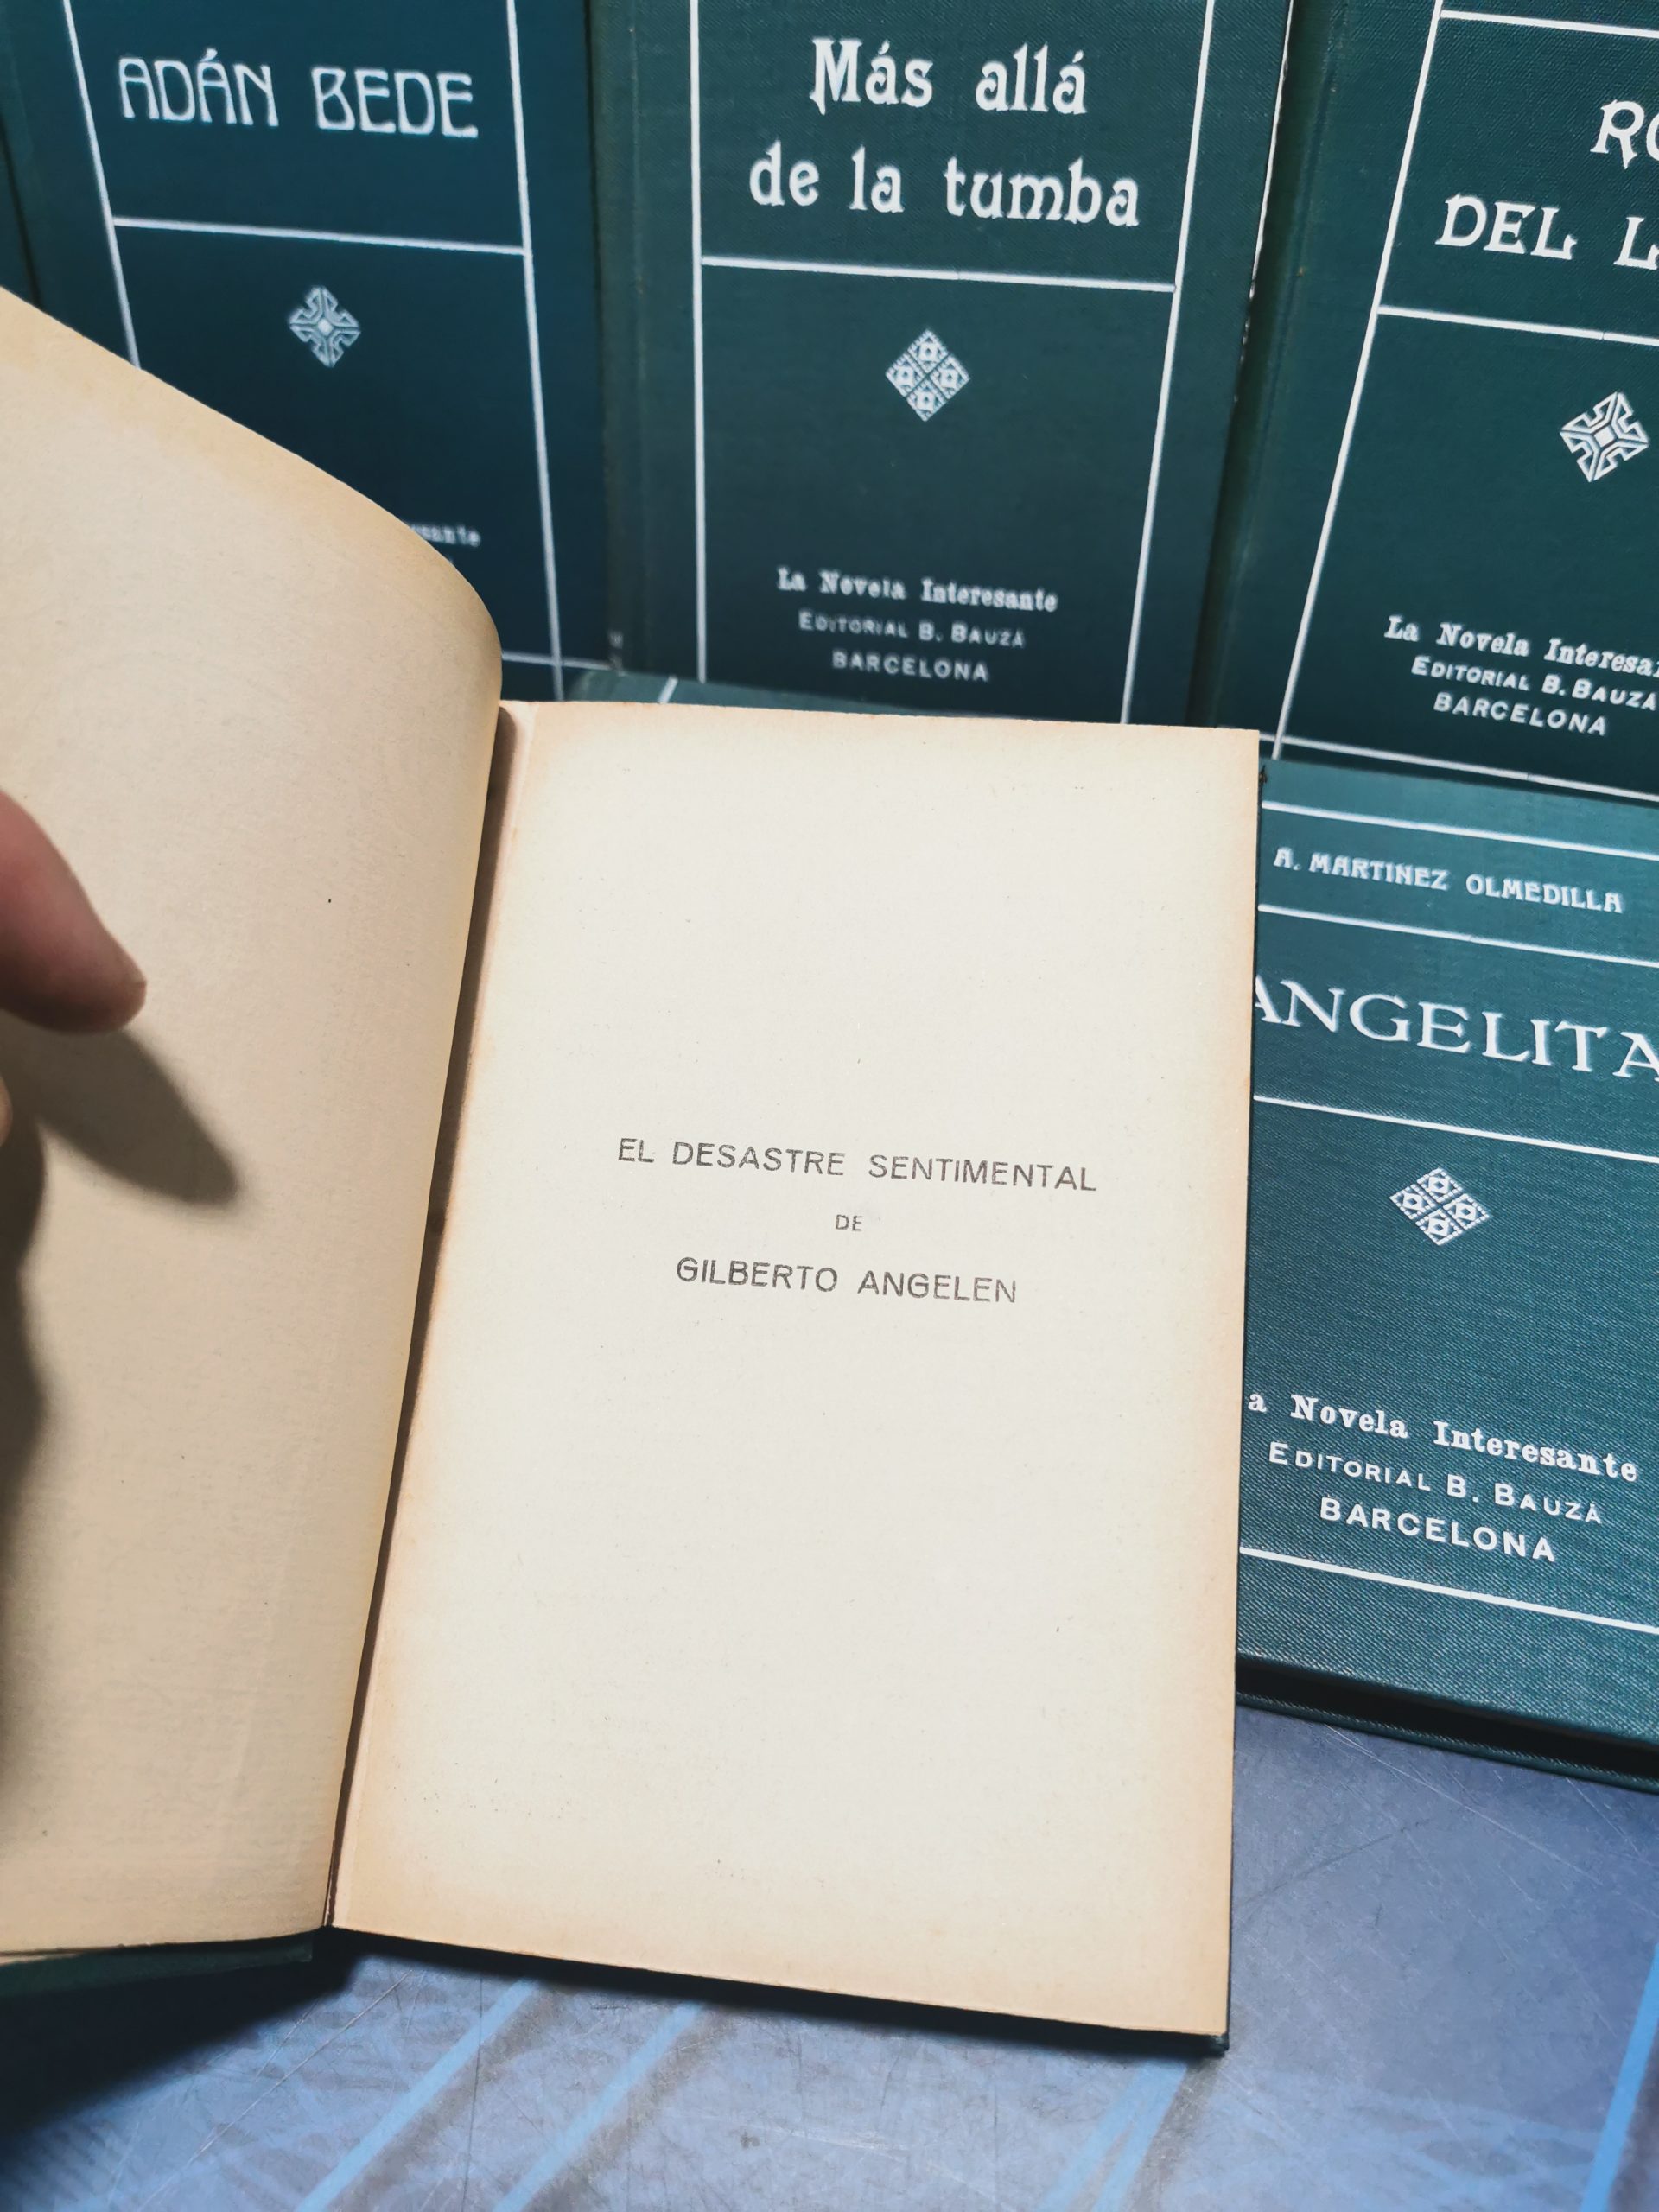 ADÁN BEDE
Más allá
de la tumba
La Novela Interesante
EDITORIAL B. BAUZÁ
BARCELONA
DEL
La Novela
EDITORIAL B. BAUZÁ
BARCELONA
A. MARTINEZ OLMEDILLA
ANGELITA
Novela Interesante
EDITORIAL B. BAUZÁ
BARCELONA
EL DESASTRE SENTIMENTAL
DE
GILBERTO ANGELEN